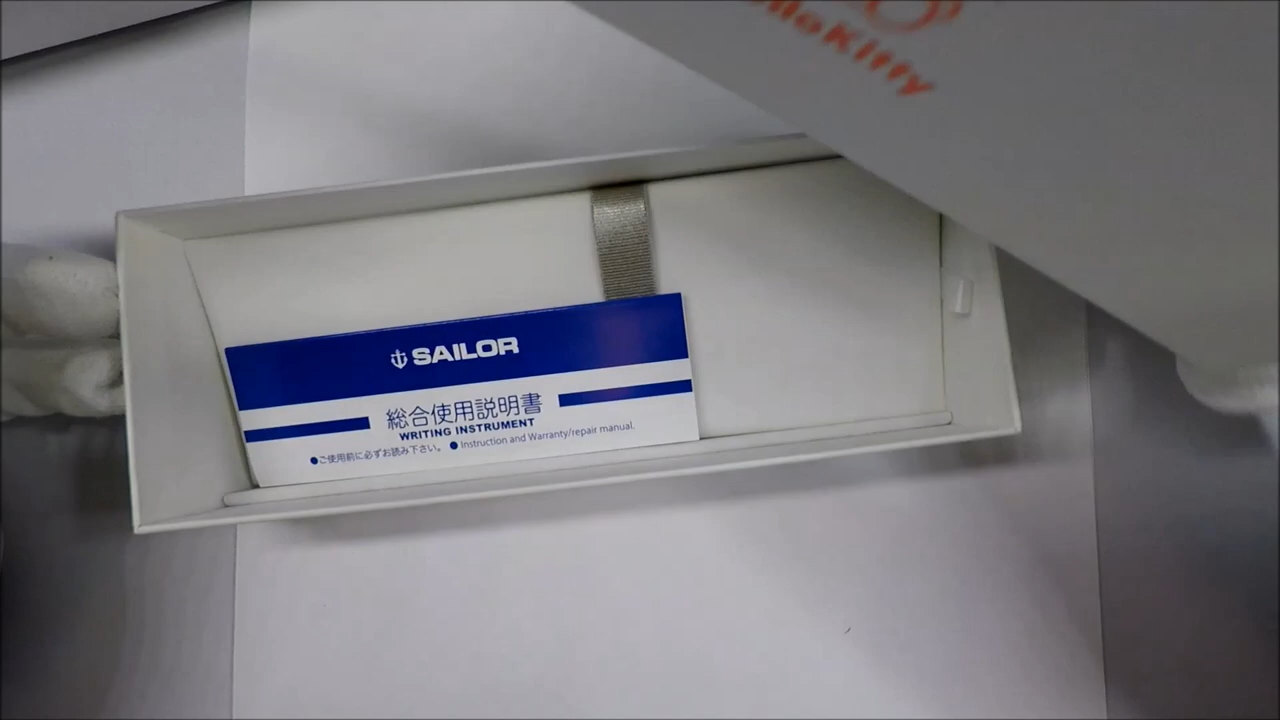 HelloKitty
SAILOR
総合使用説明書
WRITING INSTRUMENT
●ご使用前に必ずお読み下さい。 ● Instruction and Warranty/repair manual.